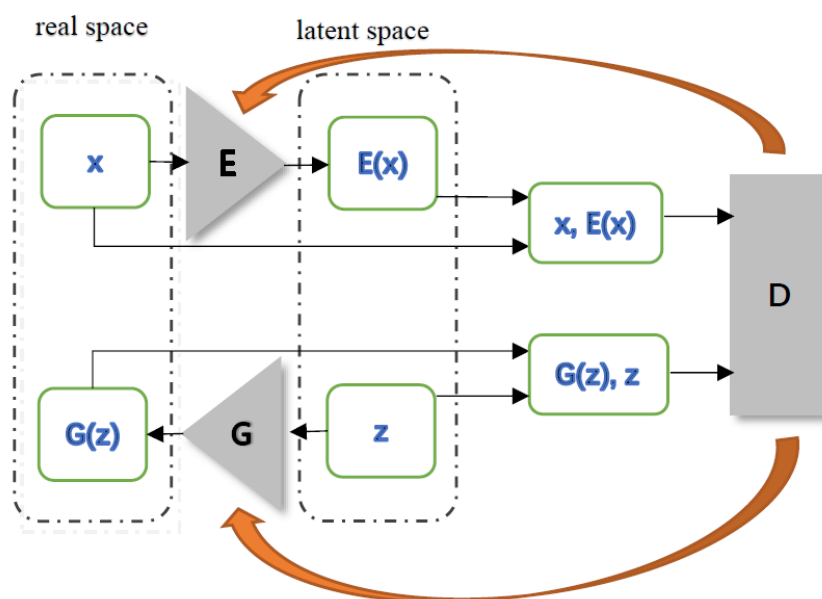 real space
latent space
x
E
E(x)
x, E(x)
D
G(z), z
G(z)
G
z